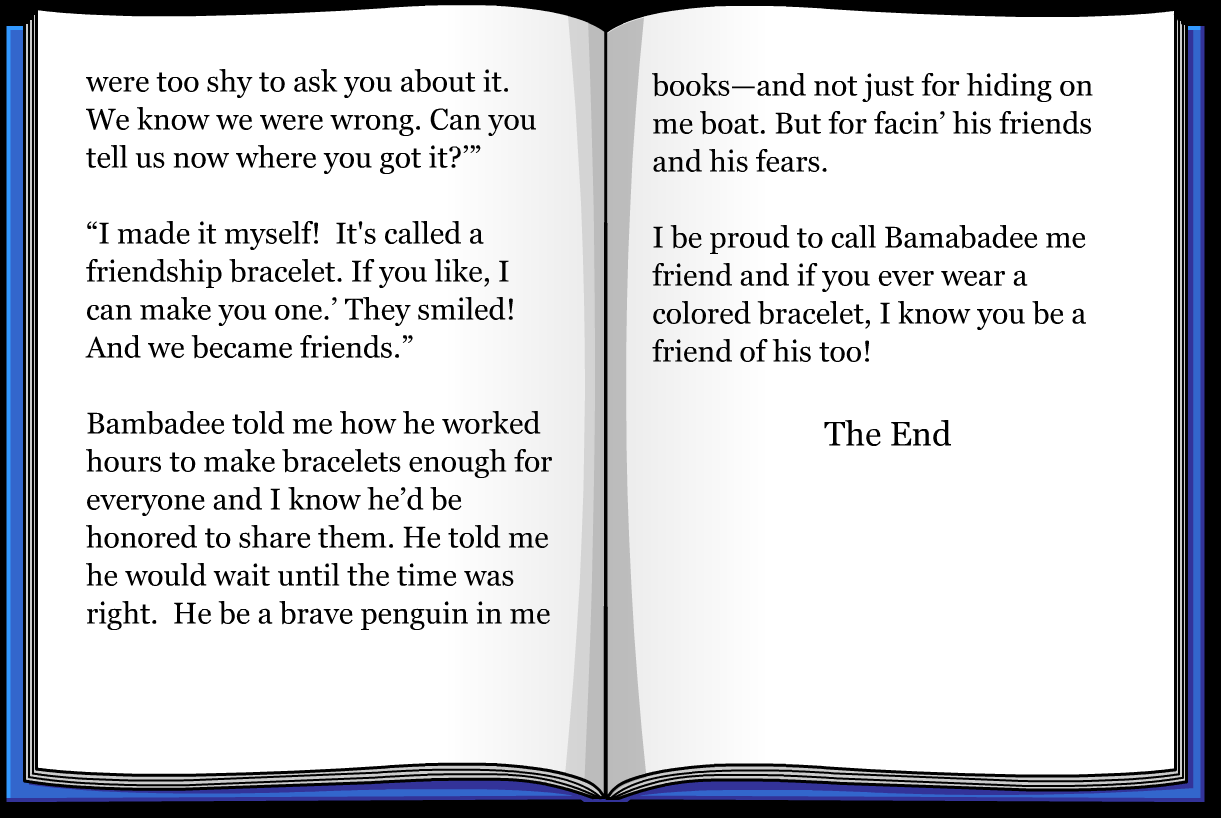 were too shy to ask you about it.
We know we were wrong. Can you
tell us now where you got it?’”
“I made it myself!  It's called a
friendship bracelet. If you like, I
can make you one.’ They smiled!
And we became friends.”
Bambadee told me how he worked
hours to make bracelets enough for
everyone and I know he’d be
honored to share them. He told me
he would wait until the time was
right.  He be a brave penguin in me
books—and not just for hiding on
me boat. But for facin’ his friends
and his fears.
I be proud to call Bamabadee me
friend and if you ever wear a
colored bracelet, I know you be a
friend of his too!
The End